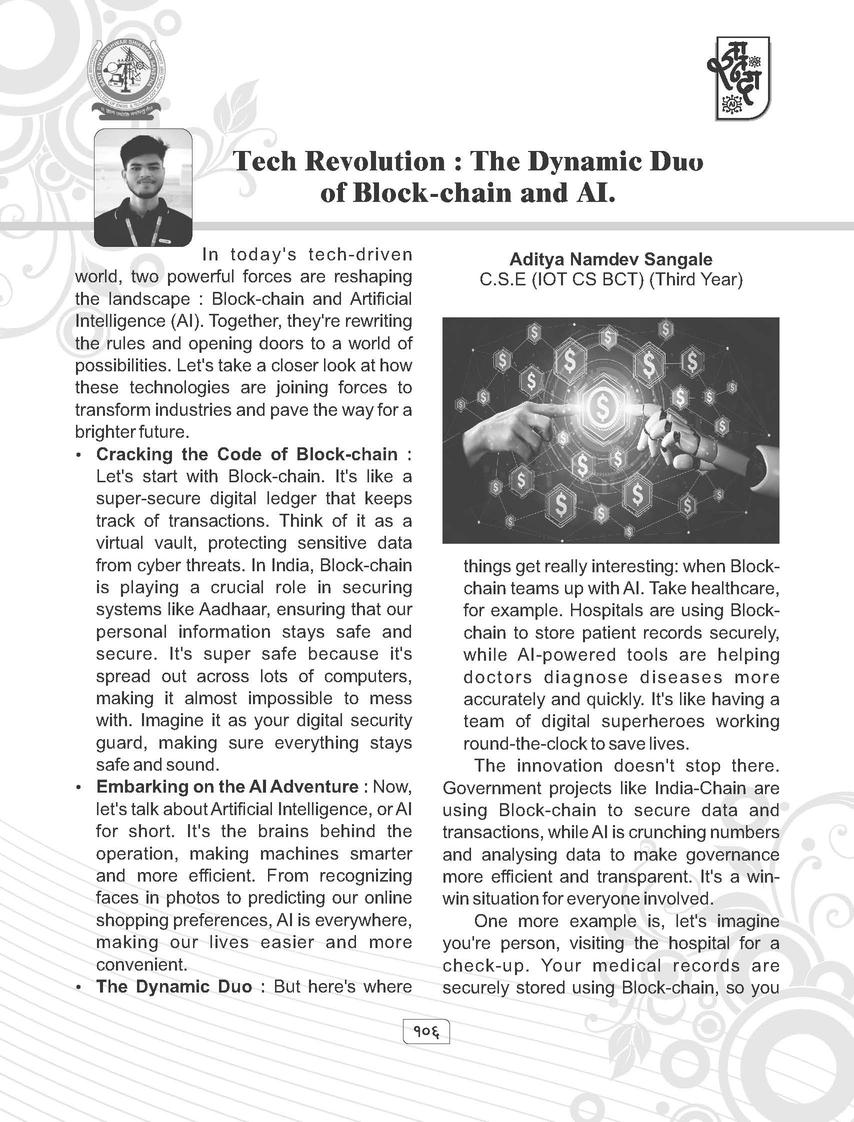 Tech Revolution : The Dynamic Duo
of Block-chain and AI.
In today's tech-driven
world, two powerful forces are reshaping
the landscape : Block-chain and Artificial
Intelligence (AI). Together, they're rewriting
the rules and opening doors to a world of
possibilities. Let's take a closer look at how
these technologies are joining forces to
transform industries and pave the way for a
brighter future.
• Cracking the Code of Block-chain :
Let's start with Block-chain. It's like a
super-secure digital ledger that keeps
track of transactions. Think of it as a
virtual vault, protecting sensitive data
from cyber threats. In India, Block-chain
is playing a crucial role in securing
systems like Aadhaar, ensuring that our
personal information stays safe and
secure. It's super safe because it's
spread out across lots of computers,
making it almost impossible to mess
with. Imagine it as your digital security
guard, making sure everything stays
safe and sound.
• Embarking on the AI Adventure : Now,
let's talk about Artificial Intelligence, or AI
for short. It's the brains behind the
operation, making machines smarter
and more efficient. From recognizing
faces in photos to predicting our online
shopping preferences, AI is everywhere,
making our lives easier and more
convenient.
• The Dynamic Duo : But here's where
Aditya Namdev Sangale
C.S.E (IOT CS BCT) (Third Year)
things get really interesting: when Block-
chain teams up with AI. Take healthcare,
for example. Hospitals are using Block-
chain to store patient records securely,
while AI-powered tools are helping
doctors diagnose diseases more
accurately and quickly. It's like having a
team of digital superheroes working
round-the-clock to save lives.
The innovation doesn't stop there.
Government projects like India-Chain are
using Block-chain to secure data and
transactions, while AI is crunching numbers
and analysing data to make governance
more efficient and transparent. It's a win-
win situation for everyone involved.
One more example is, let's imagine
you're person, visiting the hospital for a
check-up. Your medical records are
securely stored using Block-chain, so you
१०६